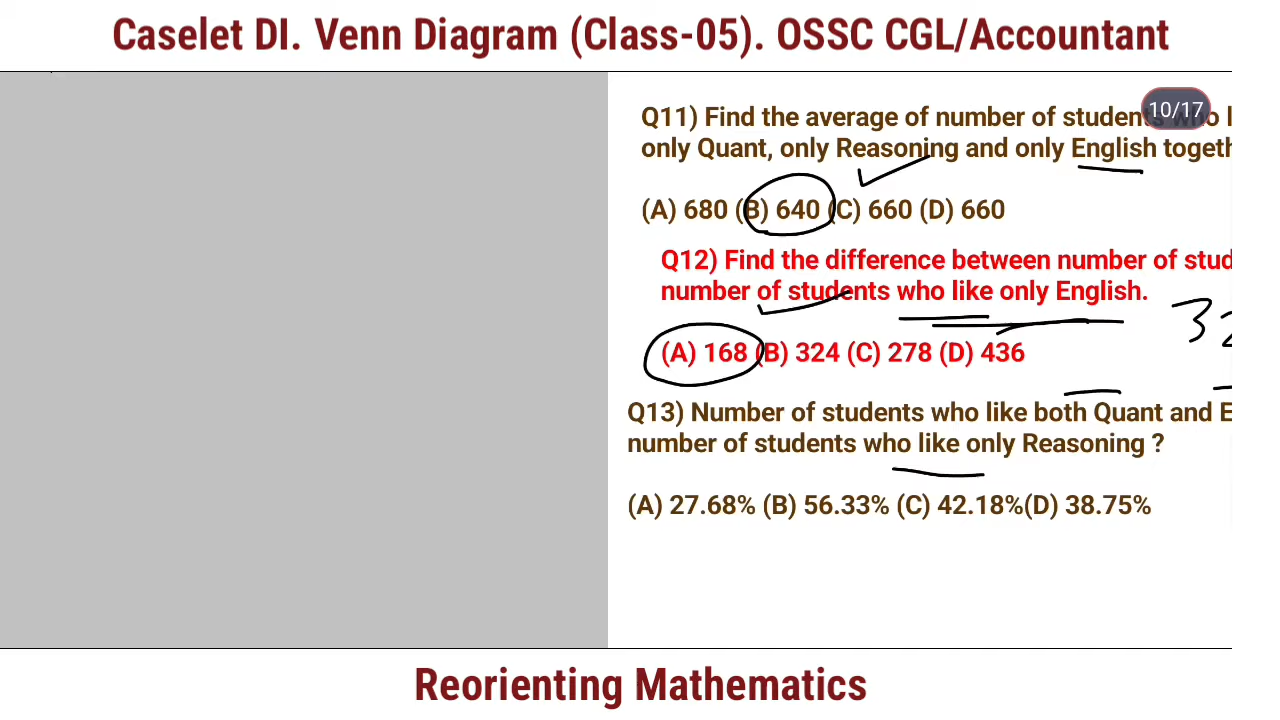 Caselet DI. Venn Diagram (Class-05). OSSC CGL/Accountant
10/17
Q11) Find the average of number of students who l
only Quant, only Reasoning and only English togeth
(A) 680 (B) 640 (C) 660 (D) 660
Q12) Find the difference between number of stud
number of students who like only English.
32
(A) 168 (B) 324 (C) 278 (D) 436
Q13) Number of students who like both Quant and E
number of students who like only Reasoning ?
(A) 27.68% (B) 56.33% (C) 42.18%(D) 38.75%
Reorienting Mathematics